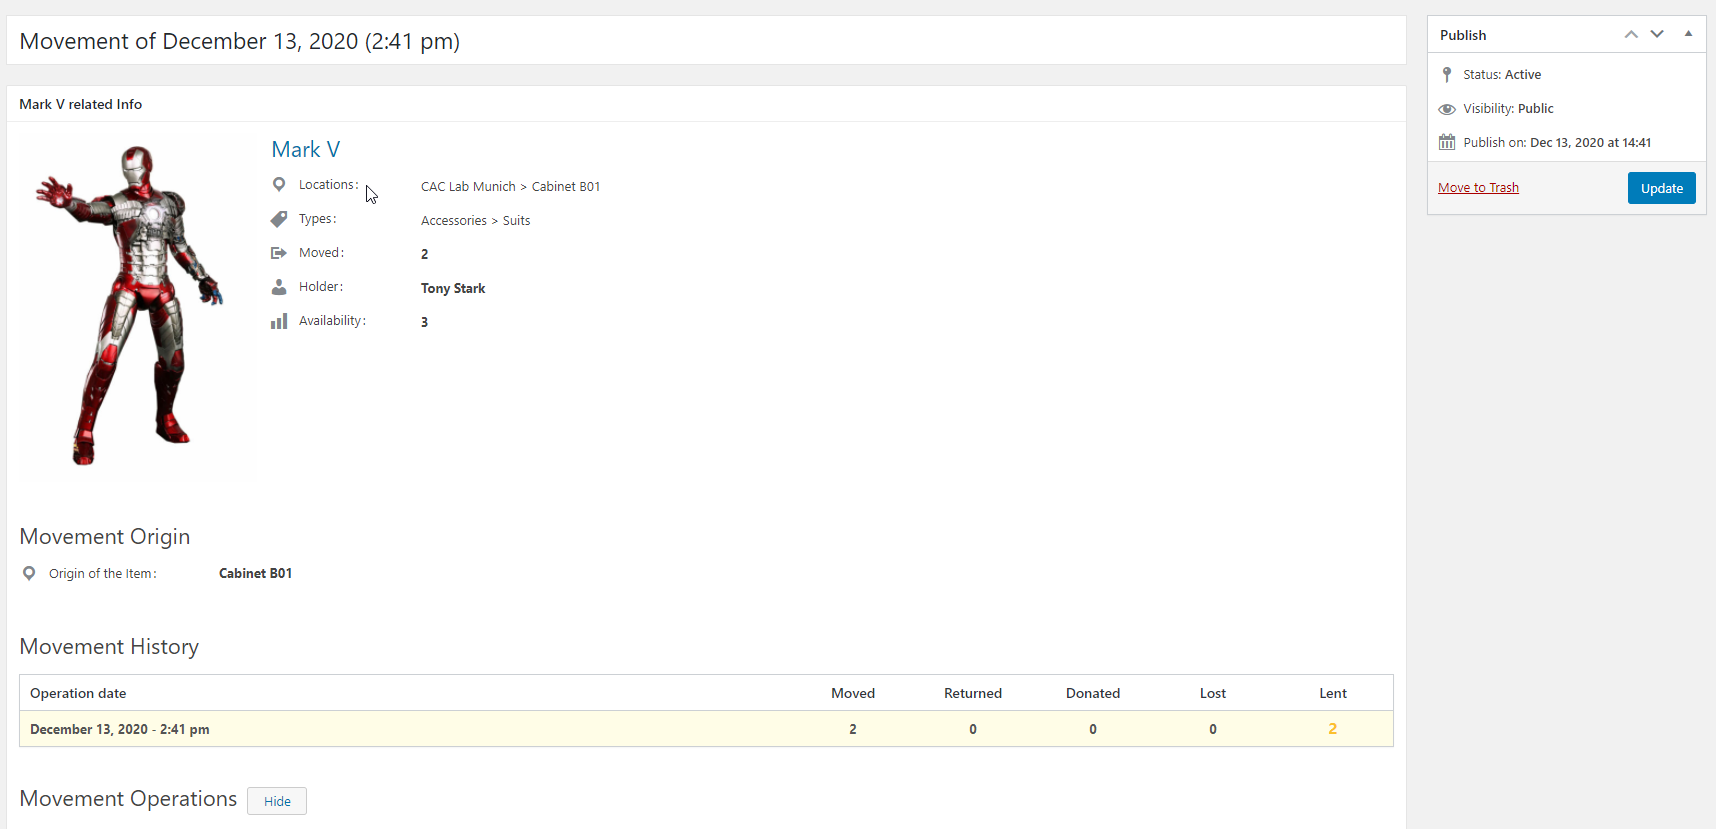 Movement of December 13, 2020 (2:41 pm)
Mark V related Info
Mark V
Locations: CAC Lab Munich > Cabinet B01
Types: Accessories > Suits
Moved: 2
Holder: Tony Stark
Availability: 3
Movement Origin
Origin of the Item: Cabinet B01
Movement History
Operation date Moved Returned Donated Lost Lent
December 13, 2020 - 2:41 pm 2 0 0 0 2
Movement Operations Hide
Publish
Status: Active
Visibility: Public
Publish on: Dec 13, 2020 at 14:41
Move to Trash Update